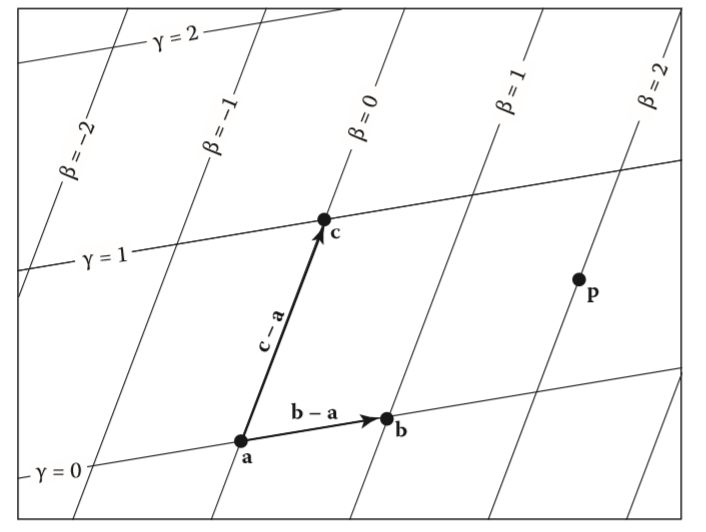 γ = 2
β = −2
β = −1
β = 0
β = 1
β = 2
γ = 1
c
p
c − a
b − a
b
a
γ = 0